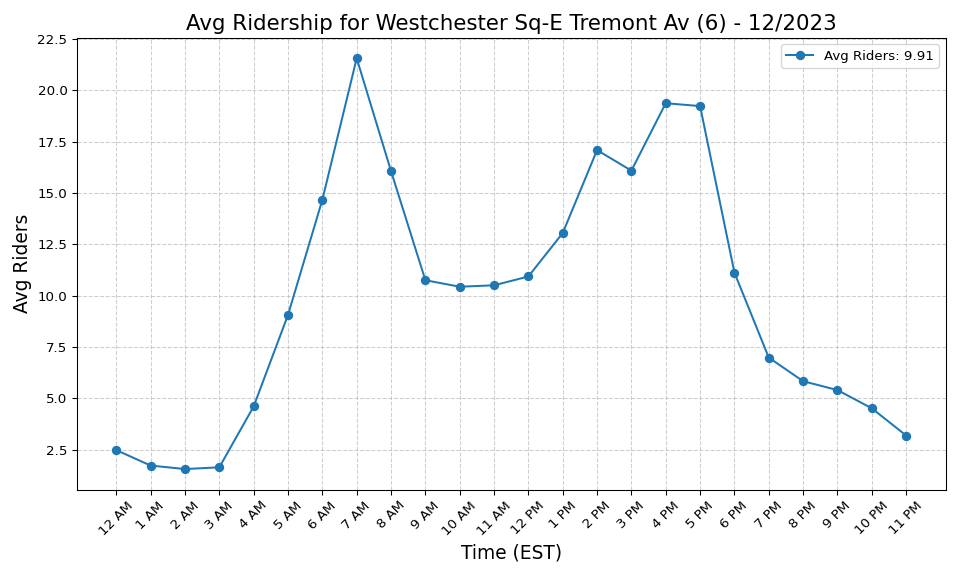 Avg Ridership for Westchester Sq-E Tremont Av (6) - 12/2023
Avg Riders: 9.91
Avg Riders
22.5
20.0
17.5
15.0
12.5
10.0
7.5
5.0
2.5
12 AM
1 AM
2 AM
3 AM
4 AM
5 AM
6 AM
7 AM
8 AM
9 AM
10 AM
11 AM
12 PM
1 PM
2 PM
3 PM
4 PM
5 PM
6 PM
7 PM
8 PM
9 PM
10 PM
11 PM
Time (EST)